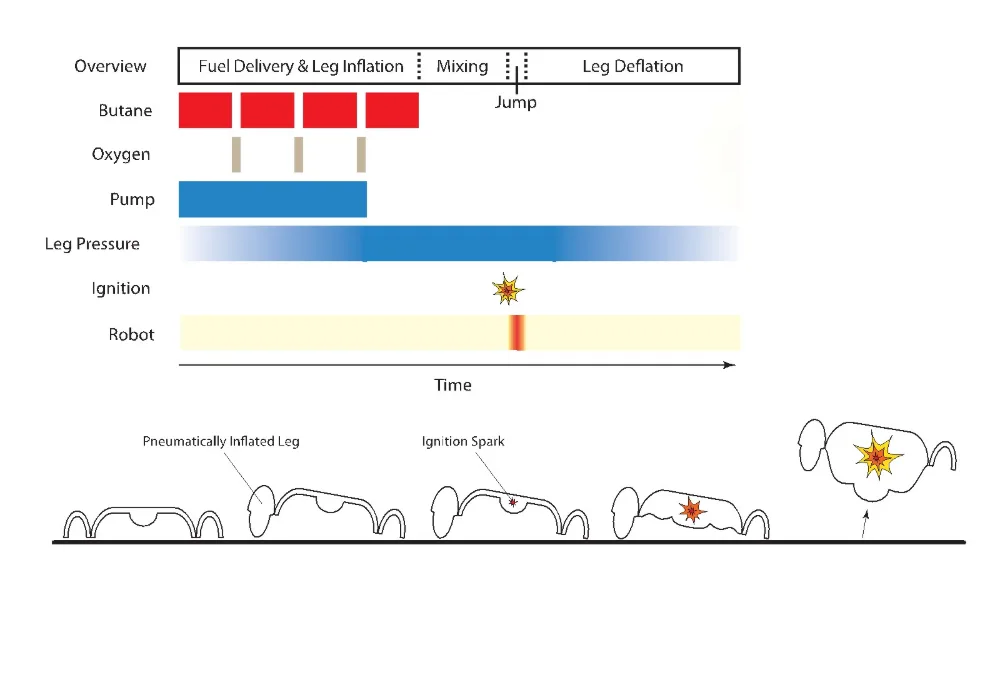 Overview
Fuel Delivery & Leg Inflation
Mixing
Leg Deflation
Jump
Butane
Oxygen
Pump
Leg Pressure
Ignition
Robot
Time
Pneumatically Inflated Leg
Ignition Spark